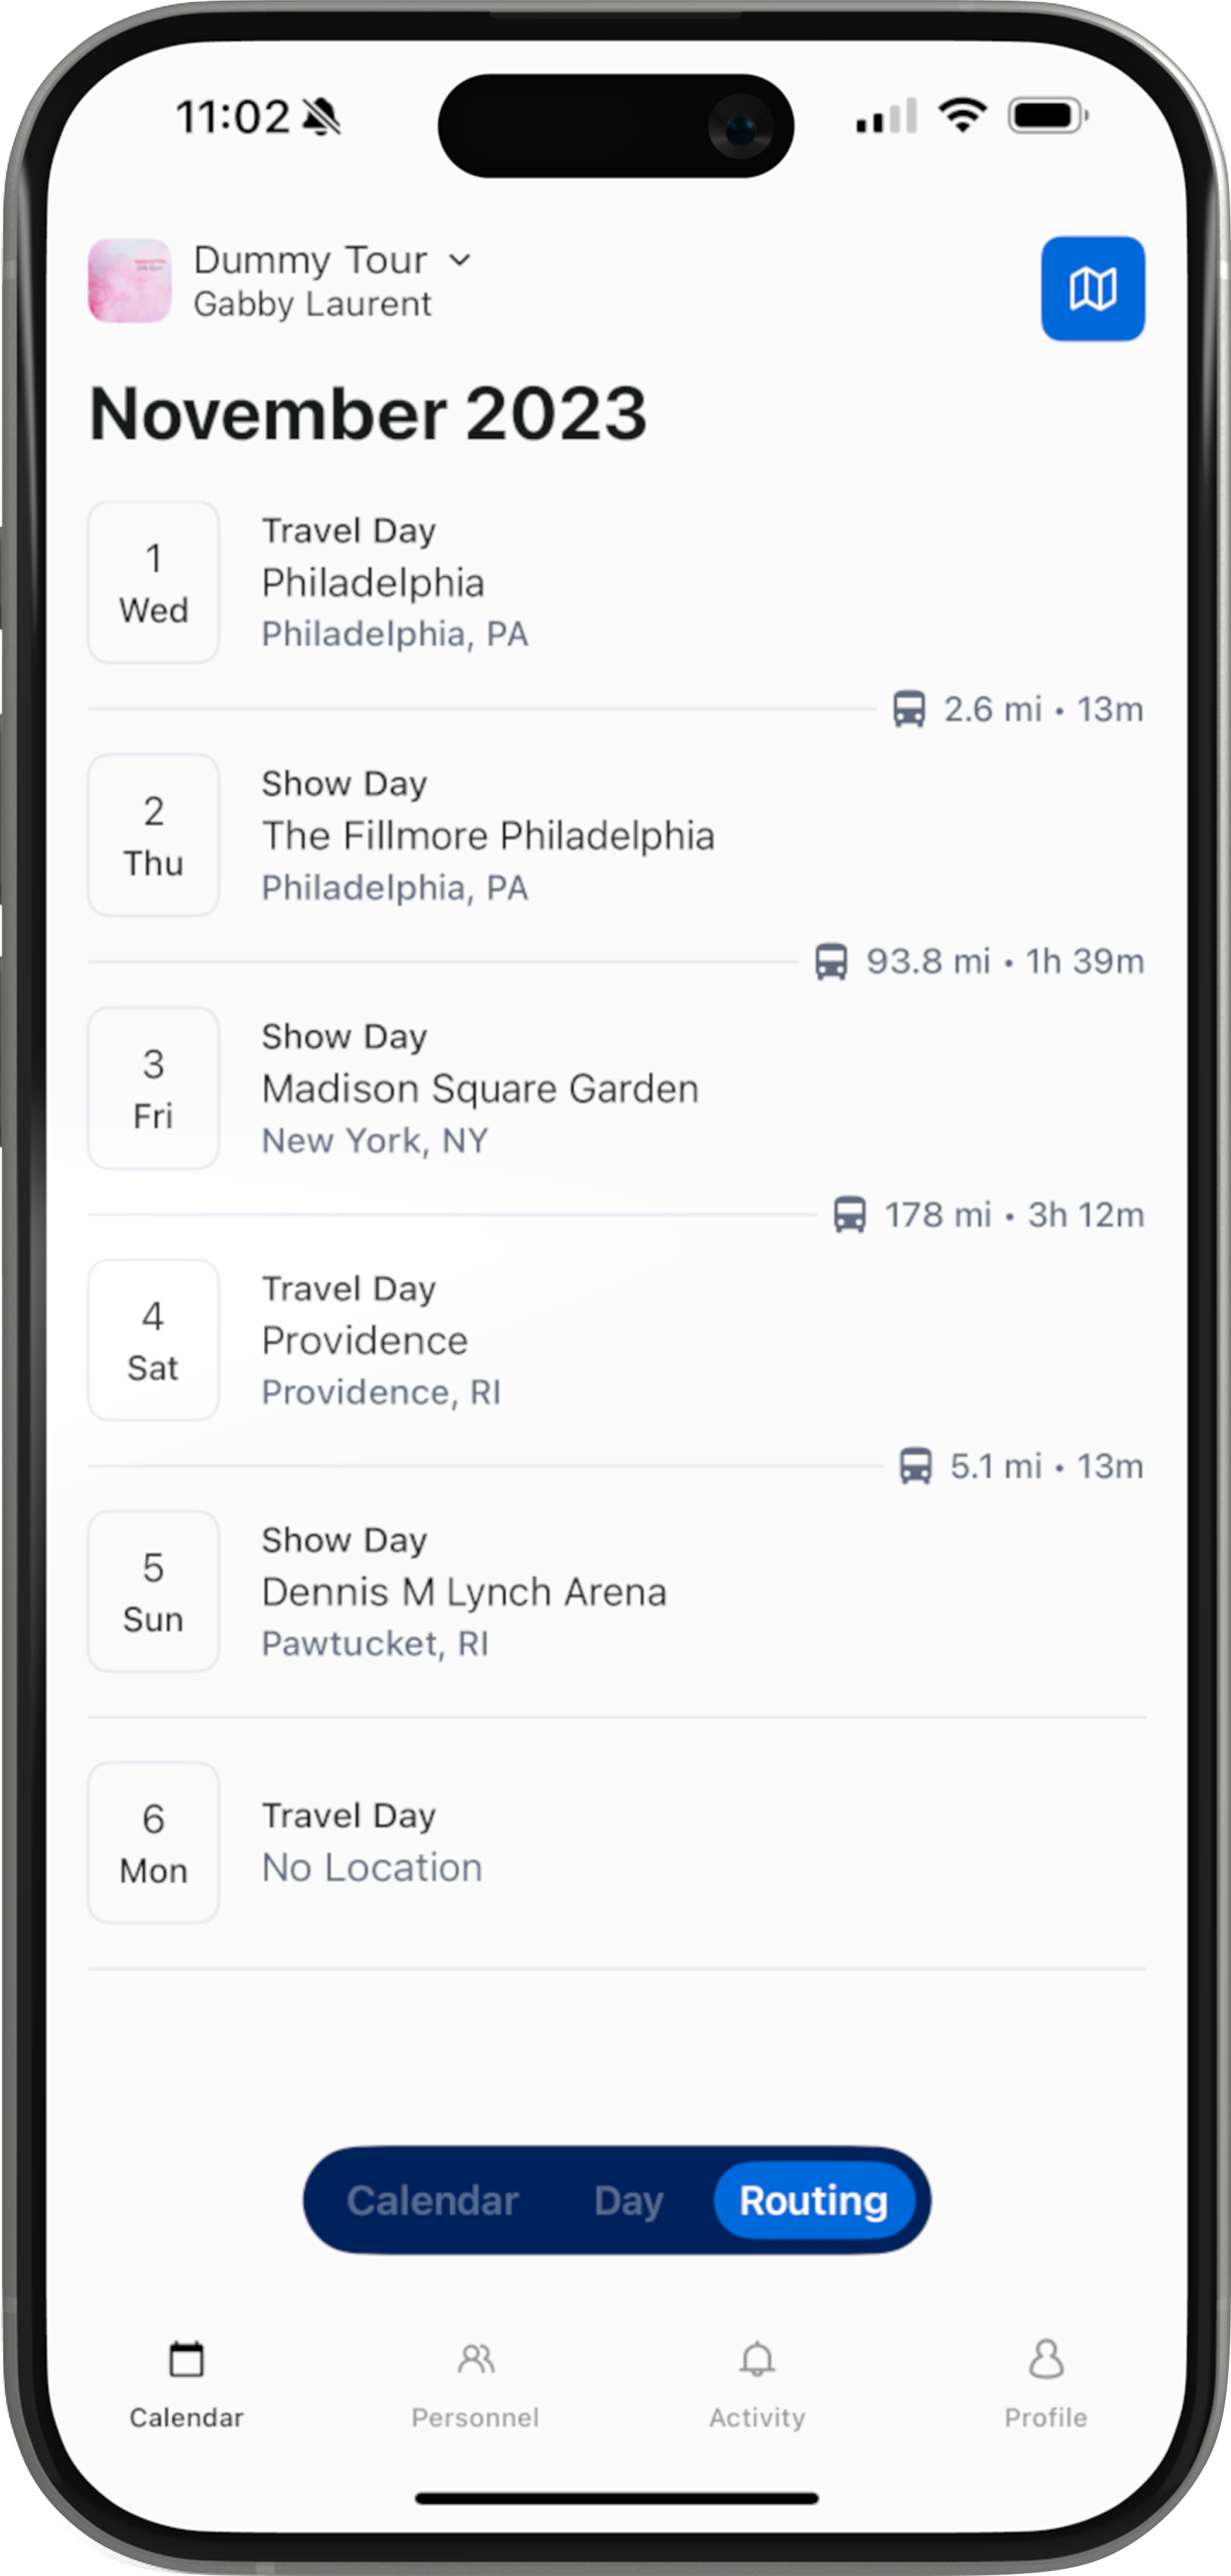 11:02
Dummy Tour
Gabby Laurent
November 2023
1
Wed
Travel Day
Philadelphia
Philadelphia, PA
2.6 mi • 13m
2
Thu
Show Day
The Fillmore Philadelphia
Philadelphia, PA
93.8 mi • 1h 39m
3
Fri
Show Day
Madison Square Garden
New York, NY
178 mi • 3h 12m
4
Sat
Travel Day
Providence
Providence, RI
5.1 mi • 13m
5
Sun
Show Day
Dennis M Lynch Arena
Pawtucket, RI
6
Mon
Travel Day
No Location
Calendar Day Routing
Calendar Personnel Activity Profile